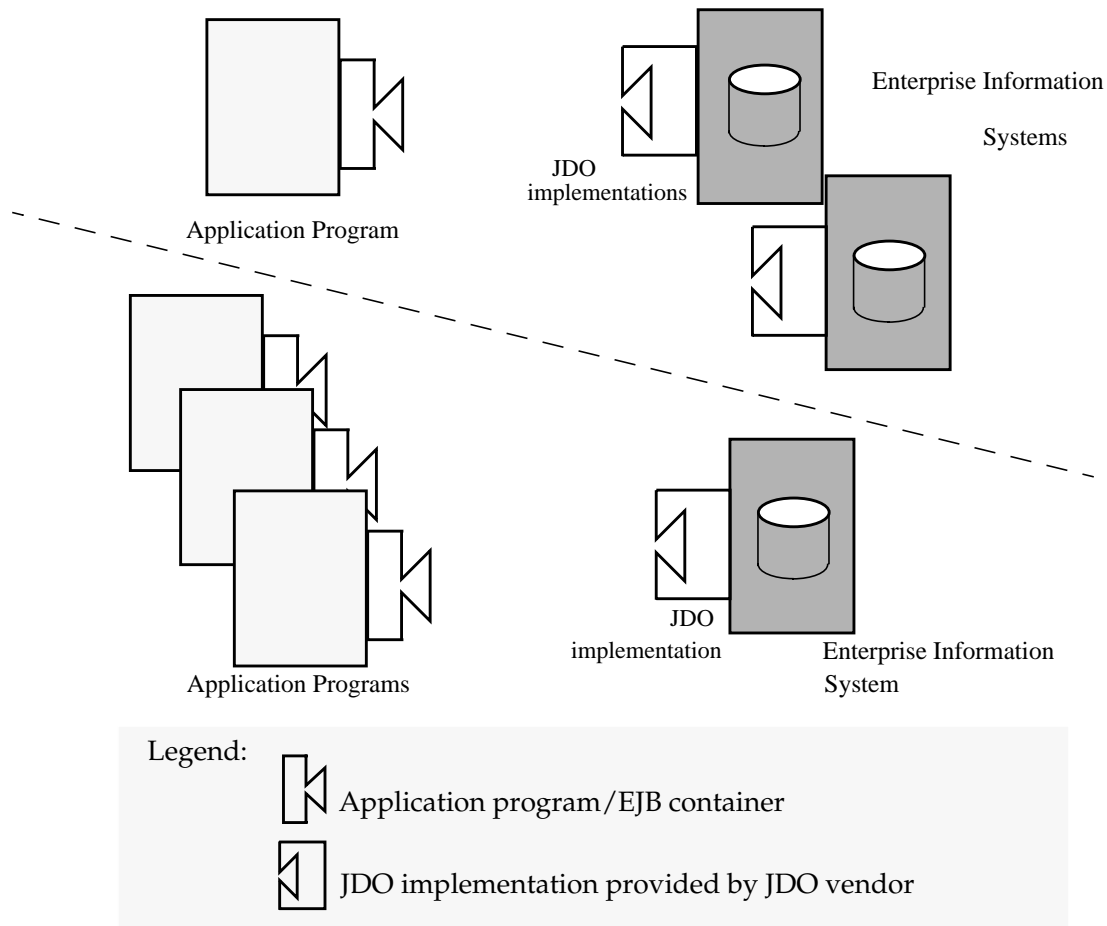 Enterprise Information
Systems
JDO
implementations
Application Program
JDO
implementation
Enterprise Information
System
Application Programs
Legend:
Application program/EJB container
JDO implementation provided by JDO vendor